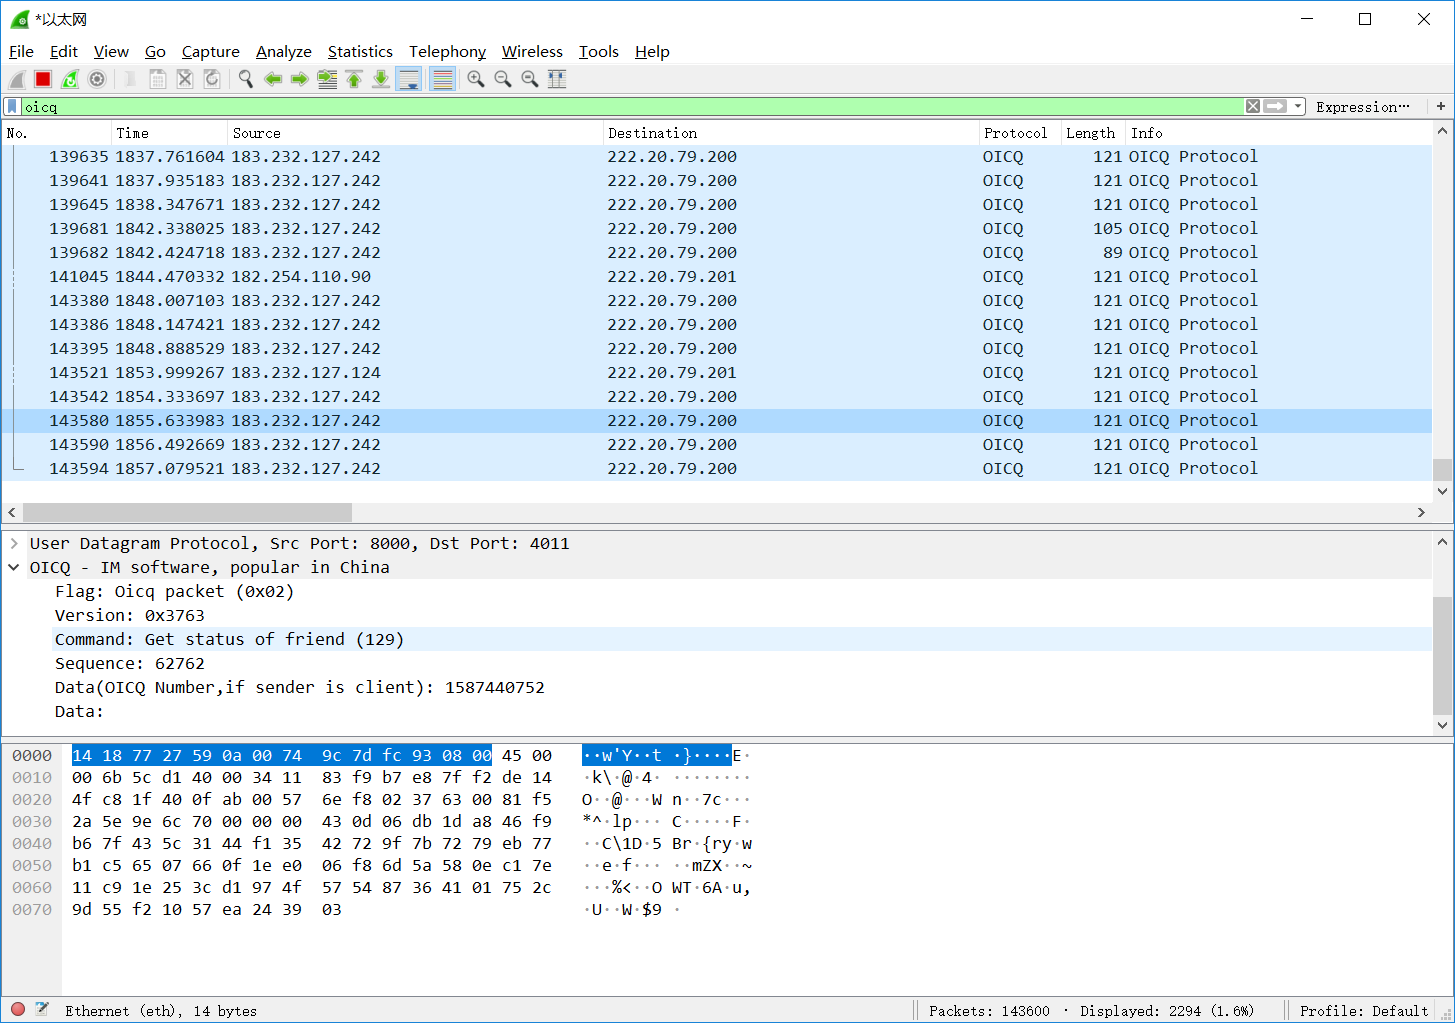 *以太网
File Edit View Go Capture Analyze Statistics Telephony Wireless Tools Help
oicq Expression⋯ +
No. Time Source Destination Protocol Length Info
139635 1837.761604 183.232.127.242 222.20.79.200 OICQ 121 OICQ Protocol
139641 1837.935183 183.232.127.242 222.20.79.200 OICQ 121 OICQ Protocol
139645 1838.347671 183.232.127.242 222.20.79.200 OICQ 121 OICQ Protocol
139681 1842.338025 183.232.127.242 222.20.79.200 OICQ 105 OICQ Protocol
139682 1842.424718 183.232.127.242 222.20.79.200 OICQ 89 OICQ Protocol
141045 1844.470332 182.254.110.90 222.20.79.201 OICQ 121 OICQ Protocol
143380 1848.007103 183.232.127.242 222.20.79.200 OICQ 121 OICQ Protocol
143386 1848.147421 183.232.127.242 222.20.79.200 OICQ 121 OICQ Protocol
143395 1848.888529 183.232.127.242 222.20.79.200 OICQ 121 OICQ Protocol
143521 1853.999267 183.232.127.124 222.20.79.201 OICQ 121 OICQ Protocol
143542 1854.333697 183.232.127.242 222.20.79.200 OICQ 121 OICQ Protocol
143580 1855.633983 183.232.127.242 222.20.79.200 OICQ 121 OICQ Protocol
143590 1856.492669 183.232.127.242 222.20.79.200 OICQ 121 OICQ Protocol
143594 1857.079521 183.232.127.242 222.20.79.200 OICQ 121 OICQ Protocol
User Datagram Protocol, Src Port: 8000, Dst Port: 4011
OICQ - IM software, popular in China
Flag: Oicq packet (0x02)
Version: 0x3763
Command: Get status of friend (129)
Sequence: 62762
Data(OICQ Number,if sender is client): 1587440752
Data:
0000 14 18 77 27 59 0a 00 74 9c 7d fc 93 08 00 45 00 ··w'Y··t ·}····E·
0010 00 6b 5c d1 40 00 34 11 83 f9 b7 e8 7f f2 de 14 ·k\·@·4· ········
0020 4f c8 1f 40 0f ab 00 57 6e f8 02 37 63 00 81 f5 O··@···W n··7c···
0030 2a 5e 9e 6c 70 00 00 00 43 0d 06 db 1d a8 46 f9 *^·lp··· C·····F·
0040 b6 7f 43 5c 31 44 f1 35 42 72 9f 7b 72 79 eb 77 ··C\1D·5 Br·{ry·w
0050 b1 c5 65 07 66 0f 1e e0 06 f8 6d 5a 58 0e c1 7e ··e·f··· ··mZX··~
0060 11 c9 1e 25 3c d1 97 4f 57 54 87 36 41 01 75 2c ···%<··O WT·6A·u,
0070 9d 55 f2 10 57 ea 24 39 03 ·U··W·$9 ·
Ethernet (eth), 14 bytes Packets: 143600 · Displayed: 2294 (1.6%) Profile: Default